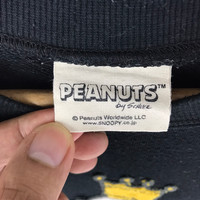 PEANUTS™
by Schulz
© Peanuts Worldwide LLC
www.SNOOPY.co.jp